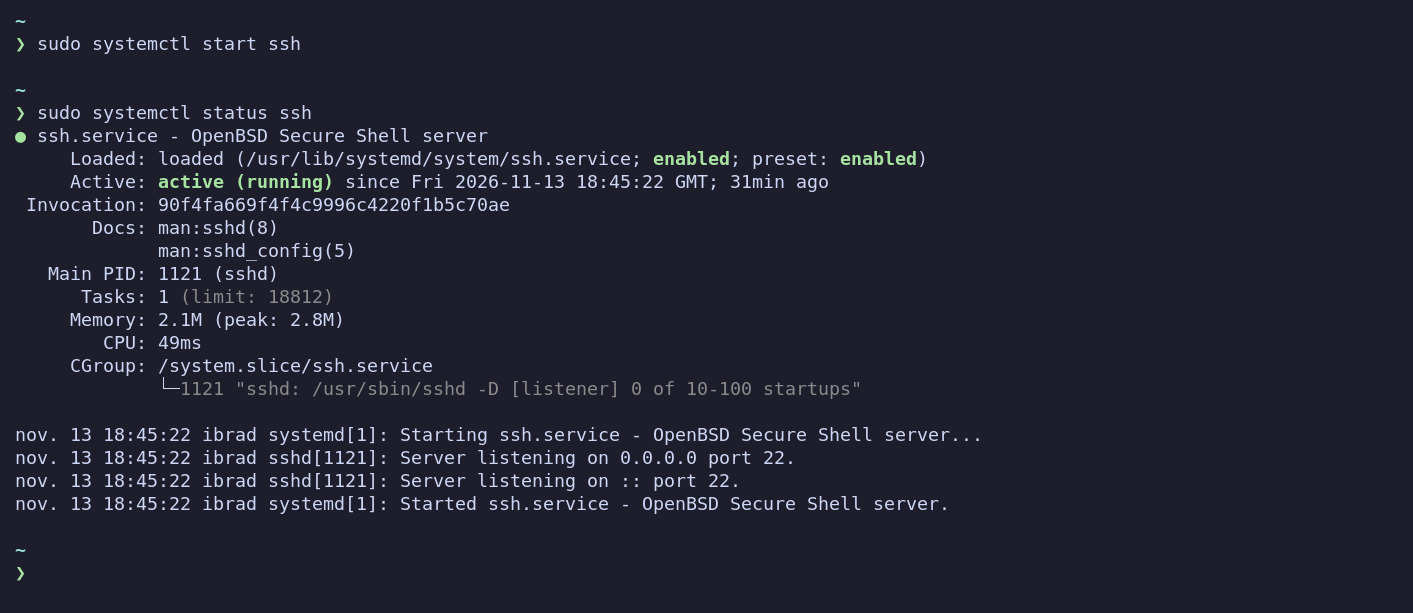 ~
❯ sudo systemctl start ssh
~
❯ sudo systemctl status ssh
● ssh.service - OpenBSD Secure Shell server
     Loaded: loaded (/usr/lib/systemd/system/ssh.service; enabled; preset: enabled)
     Active: active (running) since Fri 2026-11-13 18:45:22 GMT; 31min ago
 Invocation: 90f4fa669f4f4c9996c4220f1b5c70ae
       Docs: man:sshd(8)
             man:sshd_config(5)
   Main PID: 1121 (sshd)
      Tasks: 1 (limit: 18812)
     Memory: 2.1M (peak: 2.8M)
        CPU: 49ms
     CGroup: /system.slice/ssh.service
             └─1121 "sshd: /usr/sbin/sshd -D [listener] 0 of 10-100 startups"
nov. 13 18:45:22 ibrad systemd[1]: Starting ssh.service - OpenBSD Secure Shell server...
nov. 13 18:45:22 ibrad sshd[1121]: Server listening on 0.0.0.0 port 22.
nov. 13 18:45:22 ibrad sshd[1121]: Server listening on :: port 22.
nov. 13 18:45:22 ibrad systemd[1]: Started ssh.service - OpenBSD Secure Shell server.
~
❯